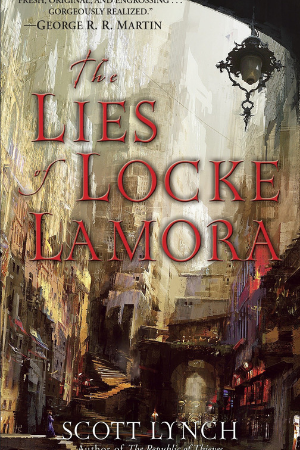 FRESH, ORIGINAL, AND ENGROSSING . . .
GORGEOUSLY REALIZED.”
—GEORGE R. R. MARTIN
The
LIES
of LOCKE
LAMORA
SCOTT LYNCH
Author of The Republic of Thieves